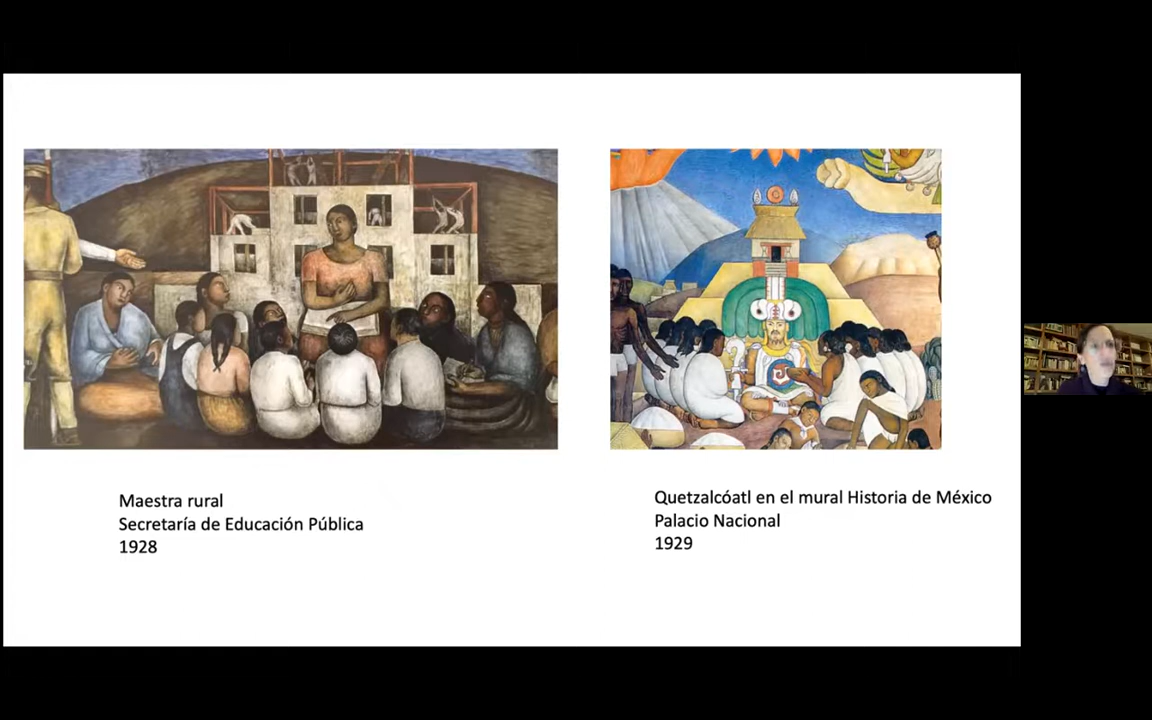 Maestra rural
Secretaría de Educación Pública
1928
Quetzalcóatl en el mural Historia de México
Palacio Nacional
1929